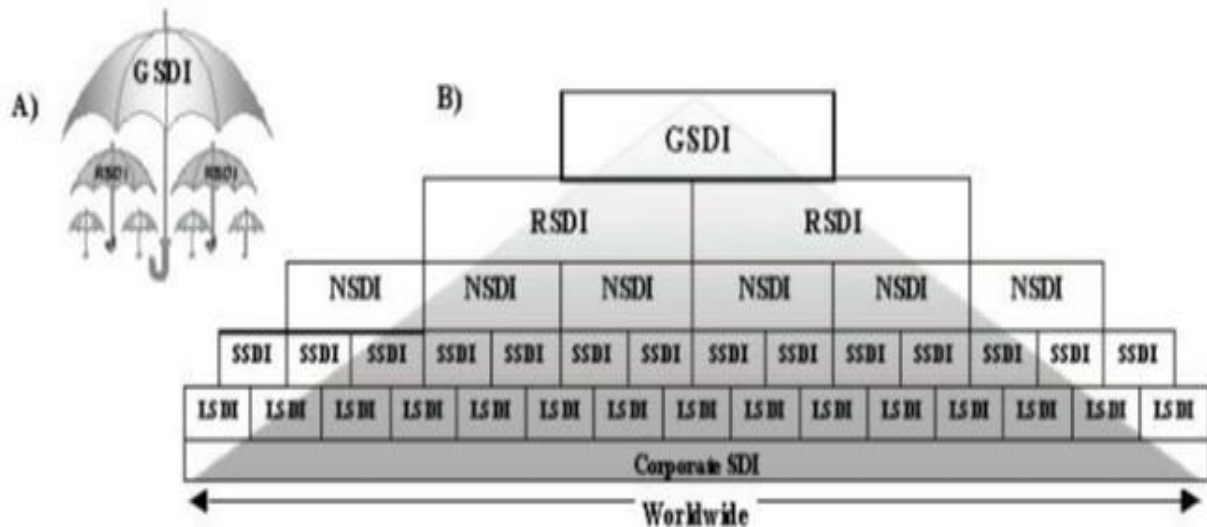 A)
GSDI
RSDI RSDI
B)
GSDI
RSDI RSDI
NSDI NSDI NSDI NSDI NSDI NSDI
SSDI SSDI SSDI SSDI SSDI SSDI SSDI SSDI SSDI SSDI SSDI SSDI SSDI SSDI
LSDI LSDI LSDI LSDI LSDI LSDI LSDI LSDI LSDI LSDI LSDI LSDI LSDI LSDI LSDI
Corporate SDI
Worldwide